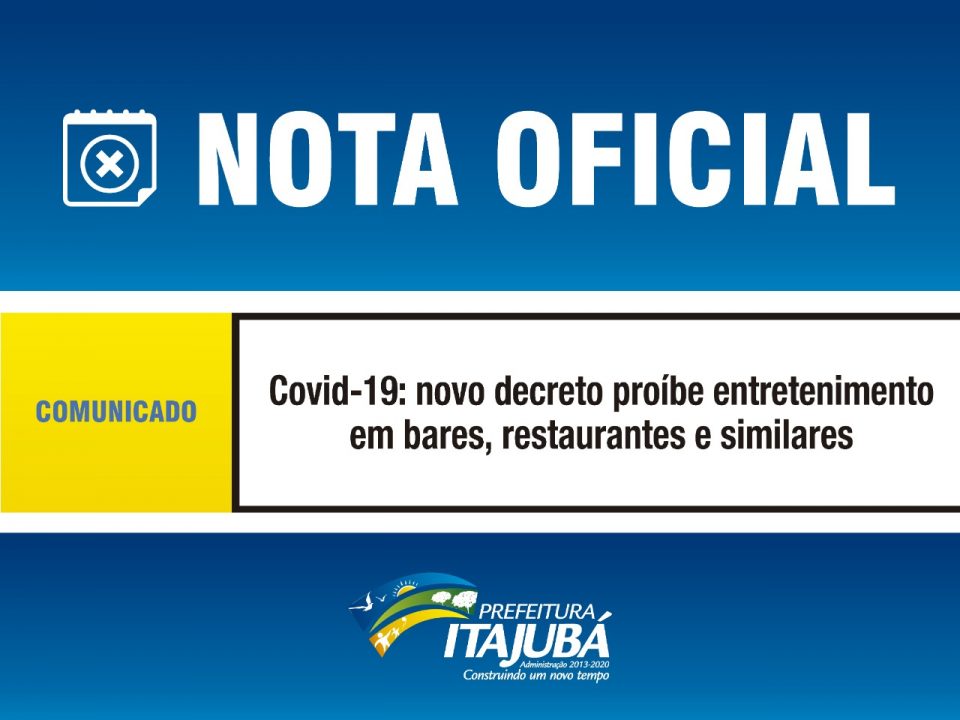 NOTA OFICIAL
COMUNICADO
Covid-19: novo decreto proíbe entretenimento
em bares, restaurantes e similares
PREFEITURA
ITAJUBÁ
Administração 2013-2020
Construindo um novo tempo